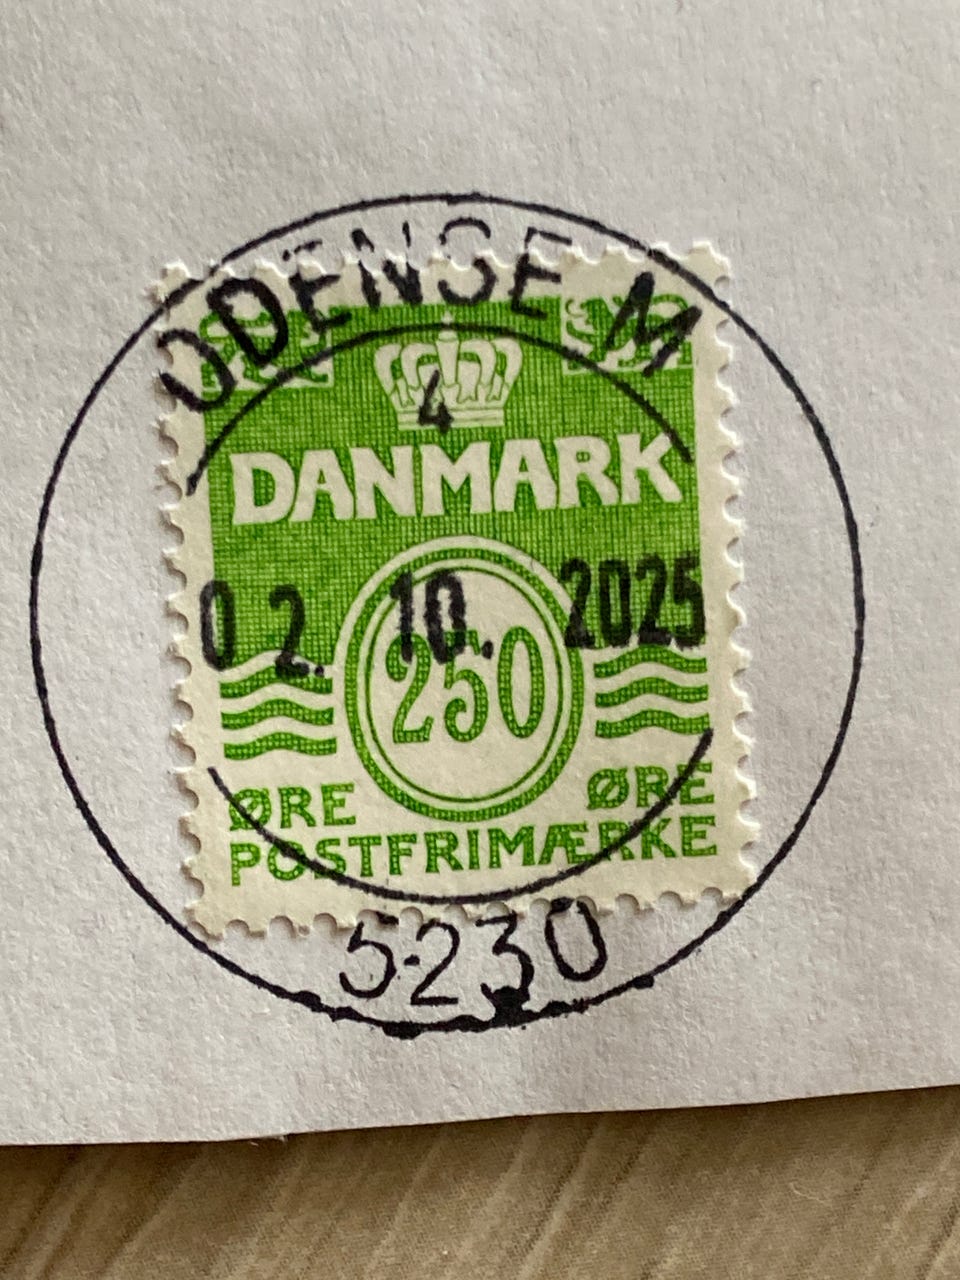 ODENSE M
4
DANMARK
02. 10. 2025
250
ØRE ØRE
POSTFRIMÆRKE
5230